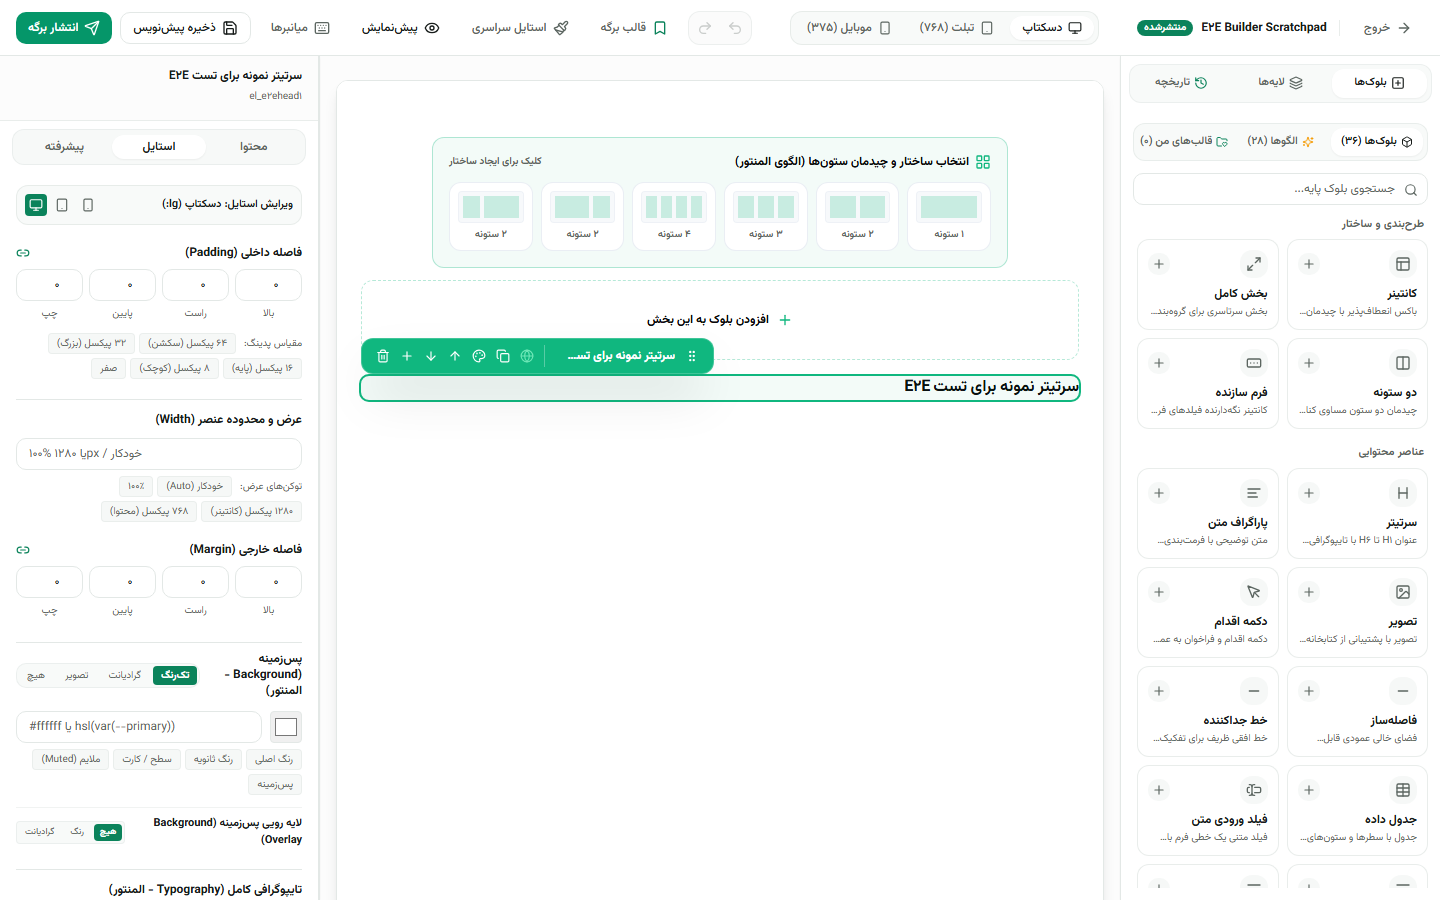 خروج
E2E Builder Scratchpad
منتشرشده
دسکتاپ
تبلت (۷۶۸)
موبایل (۳۷۵)
قالب برگه
استایل سراسری
پیش‌نمایش
میانبرها
ذخیره پیش‌نویس
انتشار برگه
بلوک‌ها
لایه‌ها
تاریخچه
بلوک‌ها (۳۶)
الگوها (۲۸)
قالب‌های من (۰)
جستجوی بلوک پایه...
طرح‌بندی و ساختار
کانتینر
باکس انعطاف‌پذیر با چیدمان...
بخش کامل
بخش سرتاسری برای گروه‌بند...
دو ستونه
چیدمان دو ستون مساوی کنا...
فرم سازنده
کانتینر نگه‌دارنده فیلدهای فر...
عناصر محتوایی
سرتیتر
عنوان H1 تا H6 با تایپوگرافی...
پاراگراف متن
متن توضیحی با فرمت‌بندی...
تصویر
تصویر با پشتیبانی از کتابخانه...
دکمه اقدام
دکمه اقدام و فراخوان به عمـ...
فاصله‌ساز
فضای خالی عمودی قابل...
خط جداکننده
خط افقی ظریف برای تفکیک...
جدول داده
جدول با سطرها و ستون‌های...
فیلد ورودی متن
فیلد متنی یک خطی فرم با...
انتخاب ساختار و چیدمان ستون‌ها (الگوی المنتور)
کلیک برای ایجاد ساختار
۱ ستونه
۲ ستونه
۳ ستونه
۴ ستونه
۲ ستونه
۲ ستونه
افزودن بلوک به این بخش
سرتیتر نمونه برای تسـ...
سرتیتر نمونه برای تست E2E
سرتیتر نمونه برای تست E2E
el_e2ehead1
محتوا
استایل
پیشرفته
ویرایش استایل: دسکتاپ (lg:)
فاصله داخلی (Padding)
۰
۰
۰
۰
بالا
راست
پایین
چپ
مقیاس پدینگ:
۶۴ پیکسل (سکشن)
۳۲ پیکسل (بزرگ)
۱۶ پیکسل (پایه)
۸ پیکسل (کوچک)
صفر
عرض و محدوده عنصر (Width)
خودکار / pxیا ۱۲۸۰ %۱۰۰
توکن‌های عرض:
خودکار (Auto)
۱۰۰٪
۱۲۸۰ پیکسل (کانتینر)
۷۶۸ پیکسل (محتوا)
فاصله خارجی (Margin)
۰
۰
۰
۰
بالا
راست
پایین
چپ
پس‌زمینه
(Background -
المنتور)
تک‌رنگ
گرادیانت
تصویر
هیچ
#ffffff یا hsl(var(--primary))
رنگ اصلی
رنگ ثانویه
سطح / کارت
ملایم (Muted)
پس‌زمینه
لایه رویی پس‌زمینه (Background
Overlay)
هیچ
رنگ
گرادیانت
تایپوگرافی کامل (Typography - المنتور)